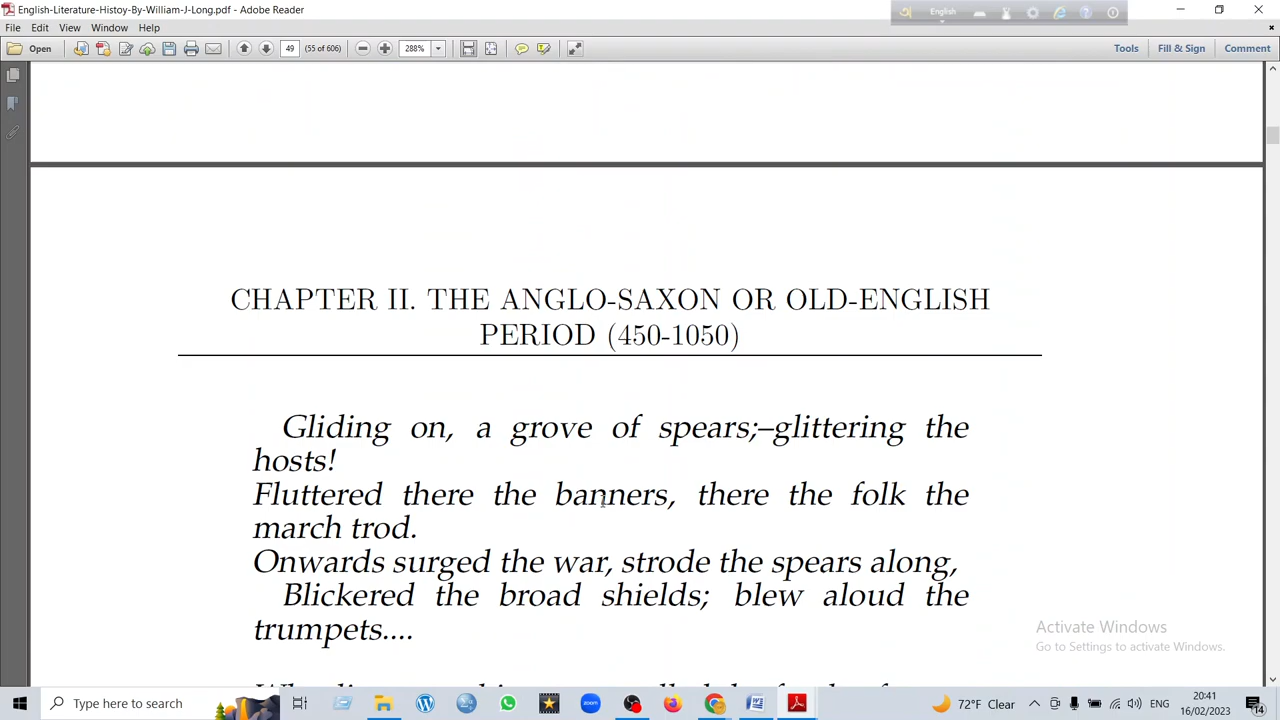 English-Literature-Histoy-By-William-J-Long.pdf - Adobe Reader
English
File Edit View Window Help
Open 49 (55 of 606) 288% Tools Fill & Sign Comment
CHAPTER II. THE ANGLO-SAXON OR OLD-ENGLISH
PERIOD (450-1050)
Gliding on, a grove of spears;–glittering the
hosts!
Fluttered there the banners, there the folk the
march trod.
Onwards surged the war, strode the spears along,
Blickered the broad shields; blew aloud the
trumpets....
Activate Windows
Go to Settings to activate Windows.
Type here to search
72°F Clear
ENG
20:41
16/02/2023
14